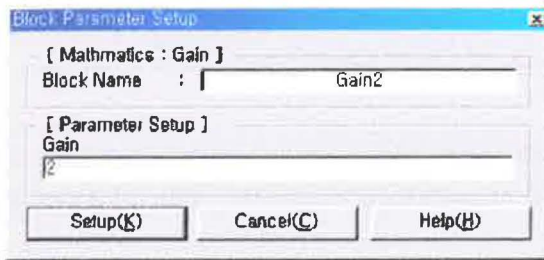 Block Parameter Setup
[ Mathmatics : Gain ]
Block Name : Gain2
[ Parameter Setup ]
Gain
2
Setup(K) Cancel(C) Help(H)